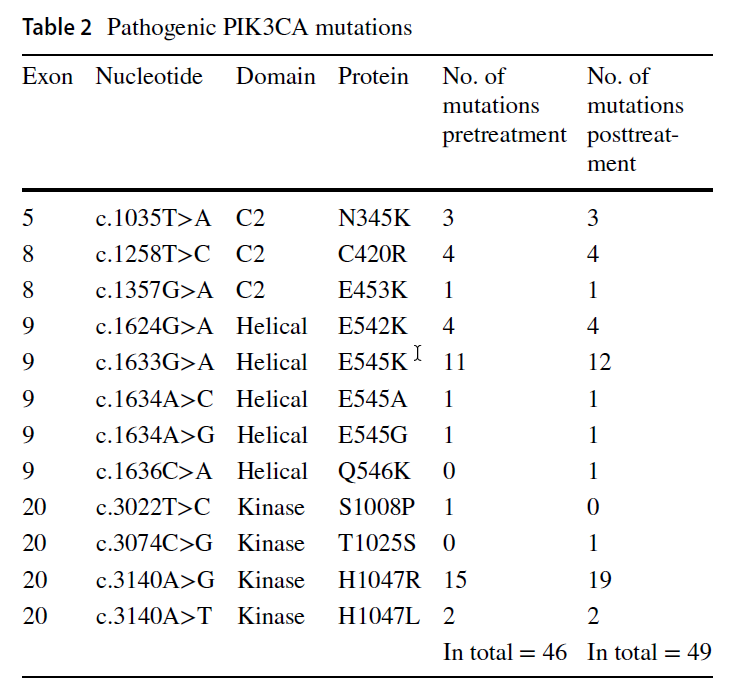 Table 2 Pathogenic PIK3CA mutations
Exon Nucleotide Domain Protein No. of mutations pretreatment No. of mutations posttreat-ment
5 c.1035T>A C2 N345K 3 3
8 c.1258T>C C2 C420R 4 4
8 c.1357G>A C2 E453K 1 1
9 c.1624G>A Helical E542K 4 4
9 c.1633G>A Helical E545K 11 12
9 c.1634A>C Helical E545A 1 1
9 c.1634A>G Helical E545G 1 1
9 c.1636C>A Helical Q546K 0 1
20 c.3022T>C Kinase S1008P 1 0
20 c.3074C>G Kinase T1025S 0 1
20 c.3140A>G Kinase H1047R 15 19
20 c.3140A>T Kinase H1047L 2 2
In total = 46 In total = 49